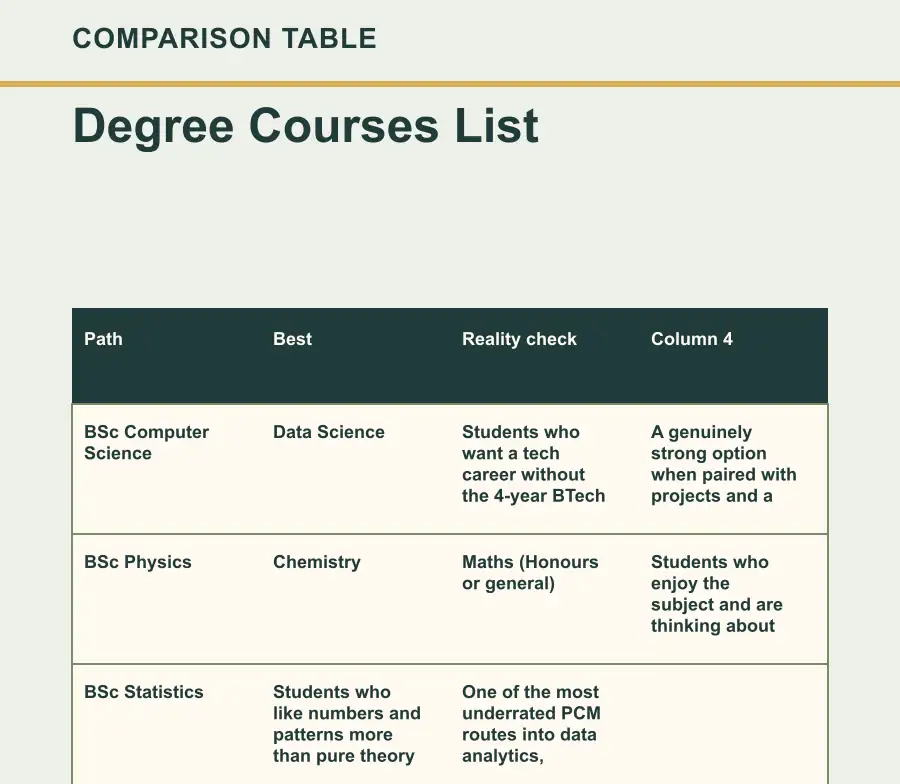 COMPARISON TABLE
Degree Courses List
Path
Best
Reality check
Column 4
BSc Computer
Science
Data Science
Students who
want a tech
career without
the 4-year BTech
A genuinely
strong option
when paired with
projects and a
BSc Physics
Chemistry
Maths (Honours
or general)
Students who
enjoy the
subject and are
thinking about
BSc Statistics
Students who
like numbers and
patterns more
than pure theory
One of the most
underrated PCM
routes into data
analytics,